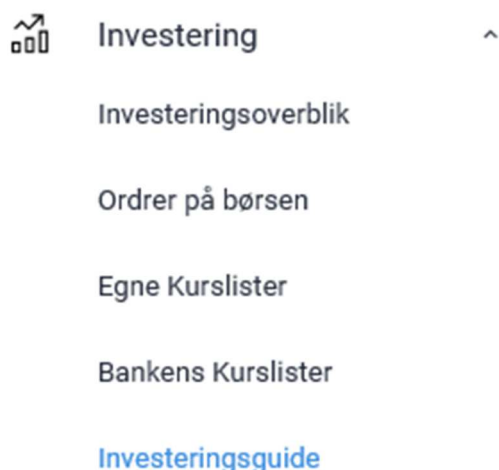 Investering
Investeringsoverblik
Ordrer på børsen
Egne Kurslister
Bankens Kurslister
Investeringsguide